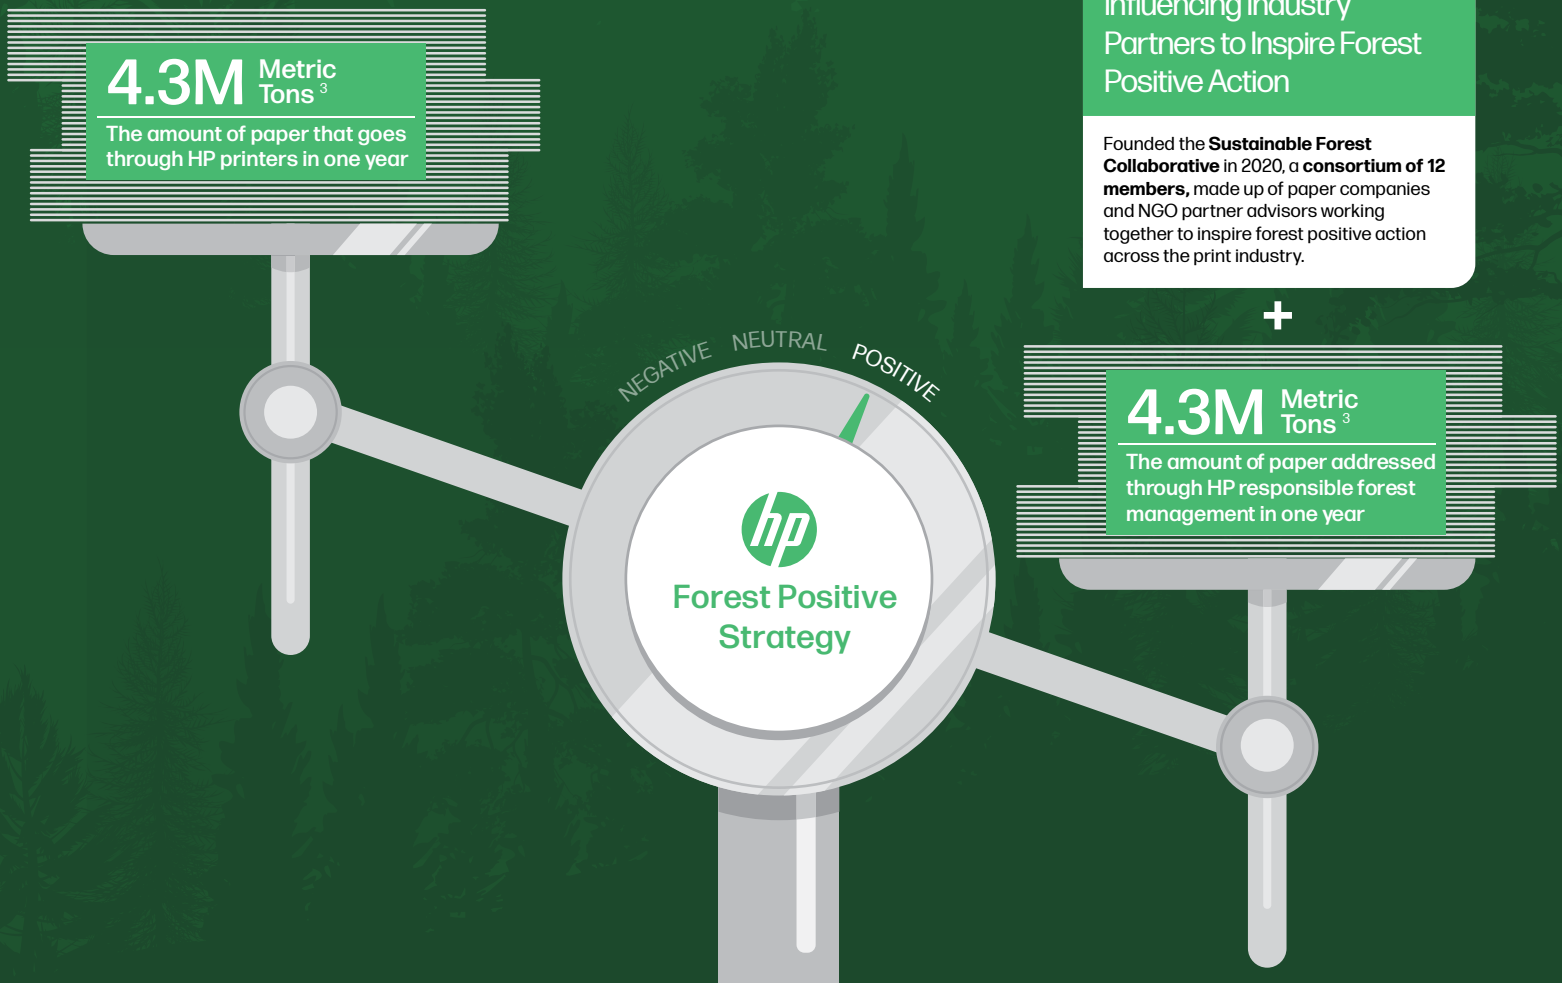 4.3M Metric Tons 3
The amount of paper that goes
through HP printers in one year
Influencing Industry
Partners to Inspire Forest
Positive Action
Founded the Sustainable Forest
Collaborative in 2020, a consortium of 12
members, made up of paper companies
and NGO partner advisors working
together to inspire forest positive action
across the print industry.
+
NEGATIVE NEUTRAL POSITIVE
hp
Forest Positive
Strategy
4.3M Metric Tons 3
The amount of paper addressed
through HP responsible forest
management in one year